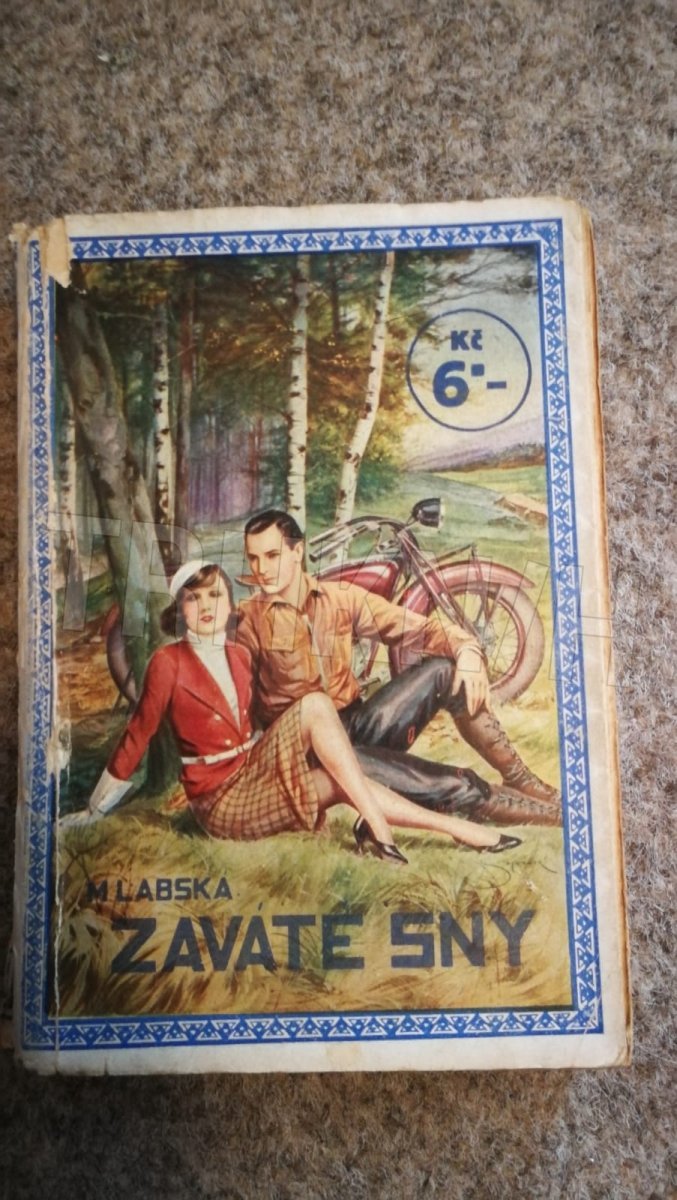 Kč
6·-
M LABSKÁ
ZAVÁTÉ SNY